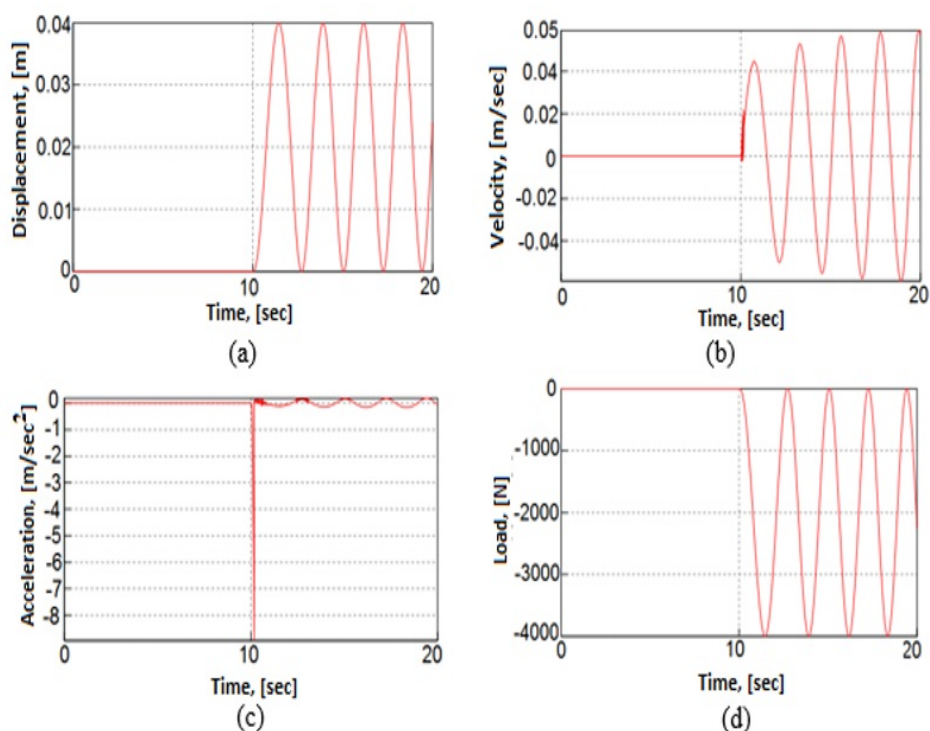 0.04
0.03
0.02
0.01
0
Displacement, [m]
0 10 20
Time, [sec]
(a)
0.05
0.04
0.02
0
-0.02
-0.04
Velocity, [m/sec]
0 10 20
Time, [sec]
(b)
0
-1
-2
-3
-4
-5
-6
-7
-8
Acceleration, [m/sec²]
0 10 20
Time, [sec]
(c)
0
-1000
-2000
-3000
-4000
Load, [N]
0 10 20
Time, [sec]
(d)